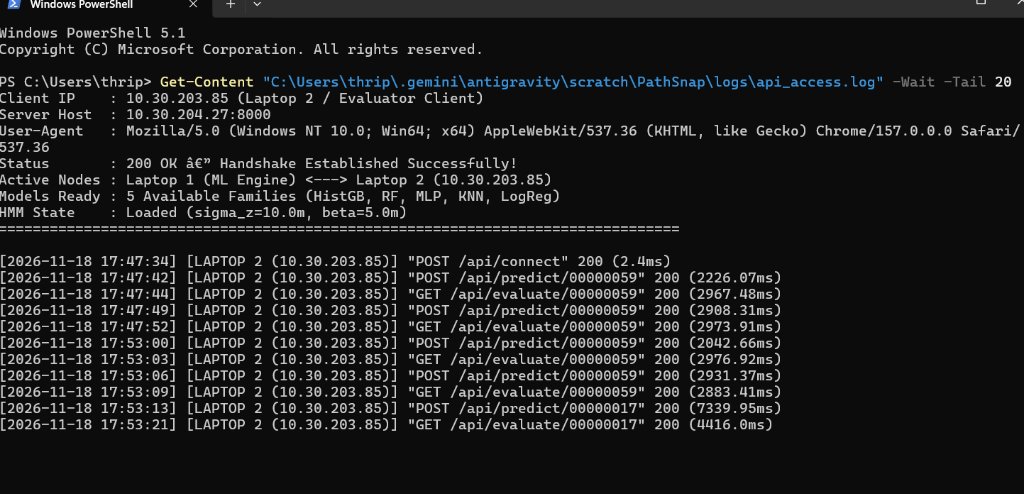 Windows PowerShell
Windows PowerShell 5.1
Copyright (C) Microsoft Corporation. All rights reserved.
PS C:\Users\thrip> Get-Content "C:\Users\thrip\.gemini\antigravity\scratch\PathSnap\logs\api_access.log" -Wait -Tail 20
Client IP    : 10.30.203.85 (Laptop 2 / Evaluator Client)
Server Host  : 10.30.204.27:8000
User-Agent   : Mozilla/5.0 (Windows NT 10.0; Win64; x64) AppleWebKit/537.36 (KHTML, like Gecko) Chrome/157.0.0.0 Safari/
537.36
Status       : 200 OK â€” Handshake Established Successfully!
Active Nodes : Laptop 1 (ML Engine) <---> Laptop 2 (10.30.203.85)
Models Ready : 5 Available Families (HistGB, RF, MLP, KNN, LogReg)
HMM State    : Loaded (sigma_z=10.0m, beta=5.0m)
================================================================================
[2026-11-18 17:47:34] [LAPTOP 2 (10.30.203.85)] "POST /api/connect" 200 (2.4ms)
[2026-11-18 17:47:42] [LAPTOP 2 (10.30.203.85)] "POST /api/predict/00000059" 200 (2226.07ms)
[2026-11-18 17:47:44] [LAPTOP 2 (10.30.203.85)] "GET /api/evaluate/00000059" 200 (2967.48ms)
[2026-11-18 17:47:49] [LAPTOP 2 (10.30.203.85)] "POST /api/predict/00000059" 200 (2908.31ms)
[2026-11-18 17:47:52] [LAPTOP 2 (10.30.203.85)] "GET /api/evaluate/00000059" 200 (2973.91ms)
[2026-11-18 17:53:00] [LAPTOP 2 (10.30.203.85)] "POST /api/predict/00000059" 200 (2042.66ms)
[2026-11-18 17:53:03] [LAPTOP 2 (10.30.203.85)] "GET /api/evaluate/00000059" 200 (2976.92ms)
[2026-11-18 17:53:06] [LAPTOP 2 (10.30.203.85)] "POST /api/predict/00000059" 200 (2931.37ms)
[2026-11-18 17:53:09] [LAPTOP 2 (10.30.203.85)] "GET /api/evaluate/00000059" 200 (2883.41ms)
[2026-11-18 17:53:13] [LAPTOP 2 (10.30.203.85)] "POST /api/predict/00000017" 200 (7339.95ms)
[2026-11-18 17:53:21] [LAPTOP 2 (10.30.203.85)] "GET /api/evaluate/00000017" 200 (4416.0ms)